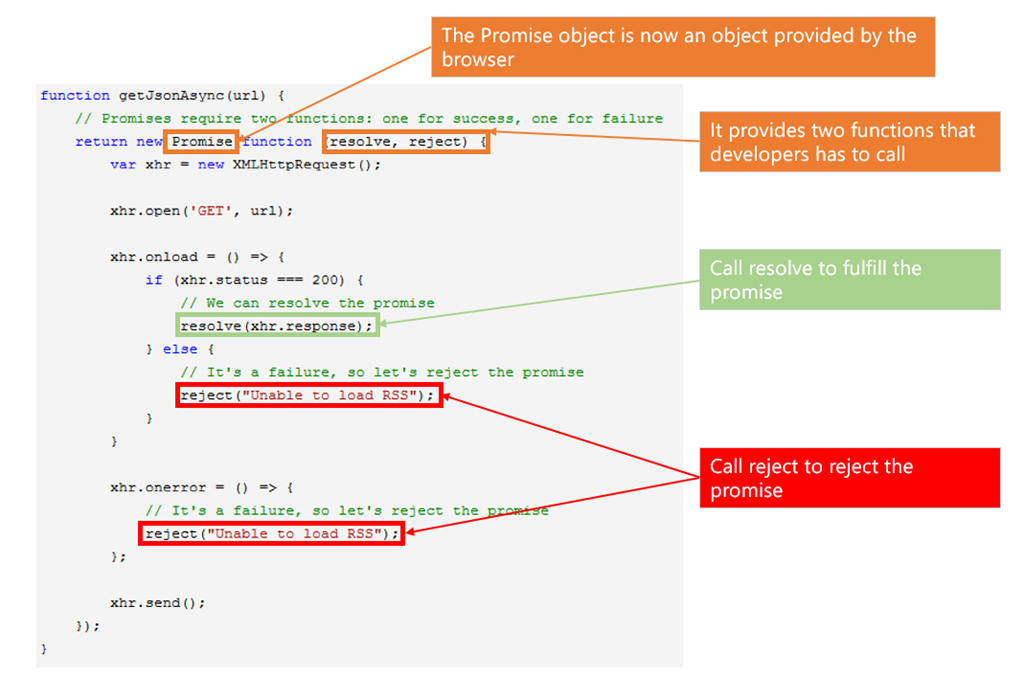 The Promise object is now an object provided by the
browser
function getJsonAsync(url) {
// Promises require two functions: one for success, one for failure
return new Promise function (resolve, reject) {
It provides two functions that
developers has to call
var xhr = new XMLHttpRequest();
xhr.open('GET', url);
xhr.onload = () => {
if (xhr.status === 200) {
Call resolve to fulfill the
promise
// We can resolve the promise
resolve(xhr.response);
} else {
// It's a failure, so let's reject the promise
reject("Unable to load RSS");
}
}
Call reject to reject the
promise
xhr.onerror = () => {
// It's a failure, so let's reject the promise
reject("Unable to load RSS");
};
xhr.send();
});
}